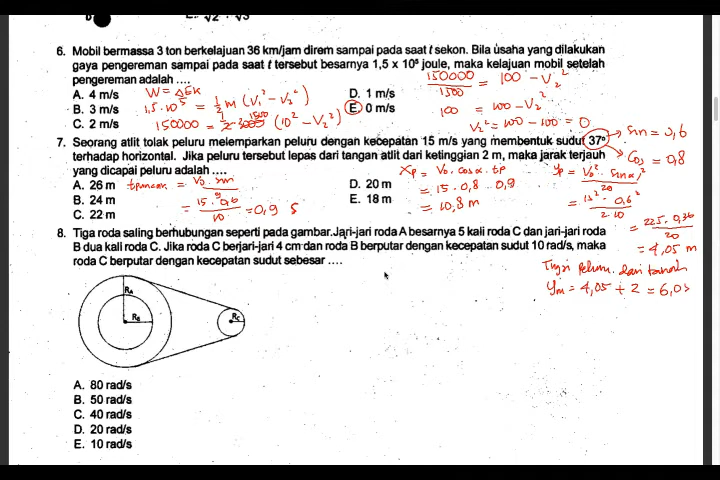 6. Mobil bermassa 3 ton berkelajuan 36 km/jam direm sampai pada saat t sekon. Bila usaha yang dilakukan
gaya pengereman sampai pada saat t tersebut besarnya 1,5 x 10⁵ joule, maka kelajuan mobil setelah
pengereman adalah ....
A. 4 m/s
B. 3 m/s
C. 2 m/s
D. 1 m/s
E. 0 m/s
W = ΔEk
1,5 . 10⁵ = 1/2 m (V₁² - V₂²)
150000 = 1/2 3000 1500 (10² - V₂²)
150000/1500 = 100 - V₂²
100 = 100 - V₂²
V₂² = 100 - 100 = 0
7. Seorang atlit tolak peluru melemparkan peluru dengan kecepatan 15 m/s yang membentuk sudut 37°
terhadap horizontal. Jika peluru tersebut lepas dari tangan atlit dari ketinggian 2 m, maka jarak terjauh
yang dicapai peluru adalah ....
A. 26 m
B. 24 m
C. 22 m
D. 20 m
E. 18 m
sin = 0,6
cos = 0,8
tpuncak = Vo. sin
= 15. 0,6 / 10 = 0,9 s
Xp = Vo. cos α. tp
= 15 . 0,8 . 0,9
= 10,8 m
yp = Vo². sin α² / 20
= 15² . 0,6² / 2.10
= 225. 0,36 / 20
= 4,05 m
Tinggi peluru dari tanah
ym = 4,05 + 2 = 6,05
8. Tiga roda saling berhubungan seperti pada gambar. Jari-jari roda A besarnya 5 kali roda C dan jari-jari roda
B dua kali roda C. Jika roda C berjari-jari 4 cm dan roda B berputar dengan kecepatan sudut 10 rad/s, maka
roda C berputar dengan kecepatan sudut sebesar ....
RA
RB
RC
A. 80 rad/s
B. 50 rad/s
C. 40 rad/s
D. 20 rad/s
E. 10 rad/s